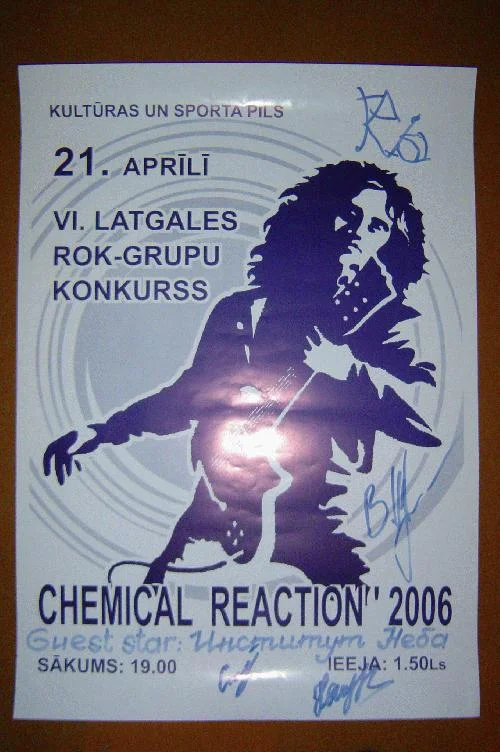 KULTŪRAS UN SPORTA PILS
21. APRĪLĪ
VI. LATGALES
ROK-GRUPU
KONKURSS
CHEMICAL REACTION" 2006
Guest star: Институт Неба
SĀKUMS: 19.00 IEEJA: 1.50Ls